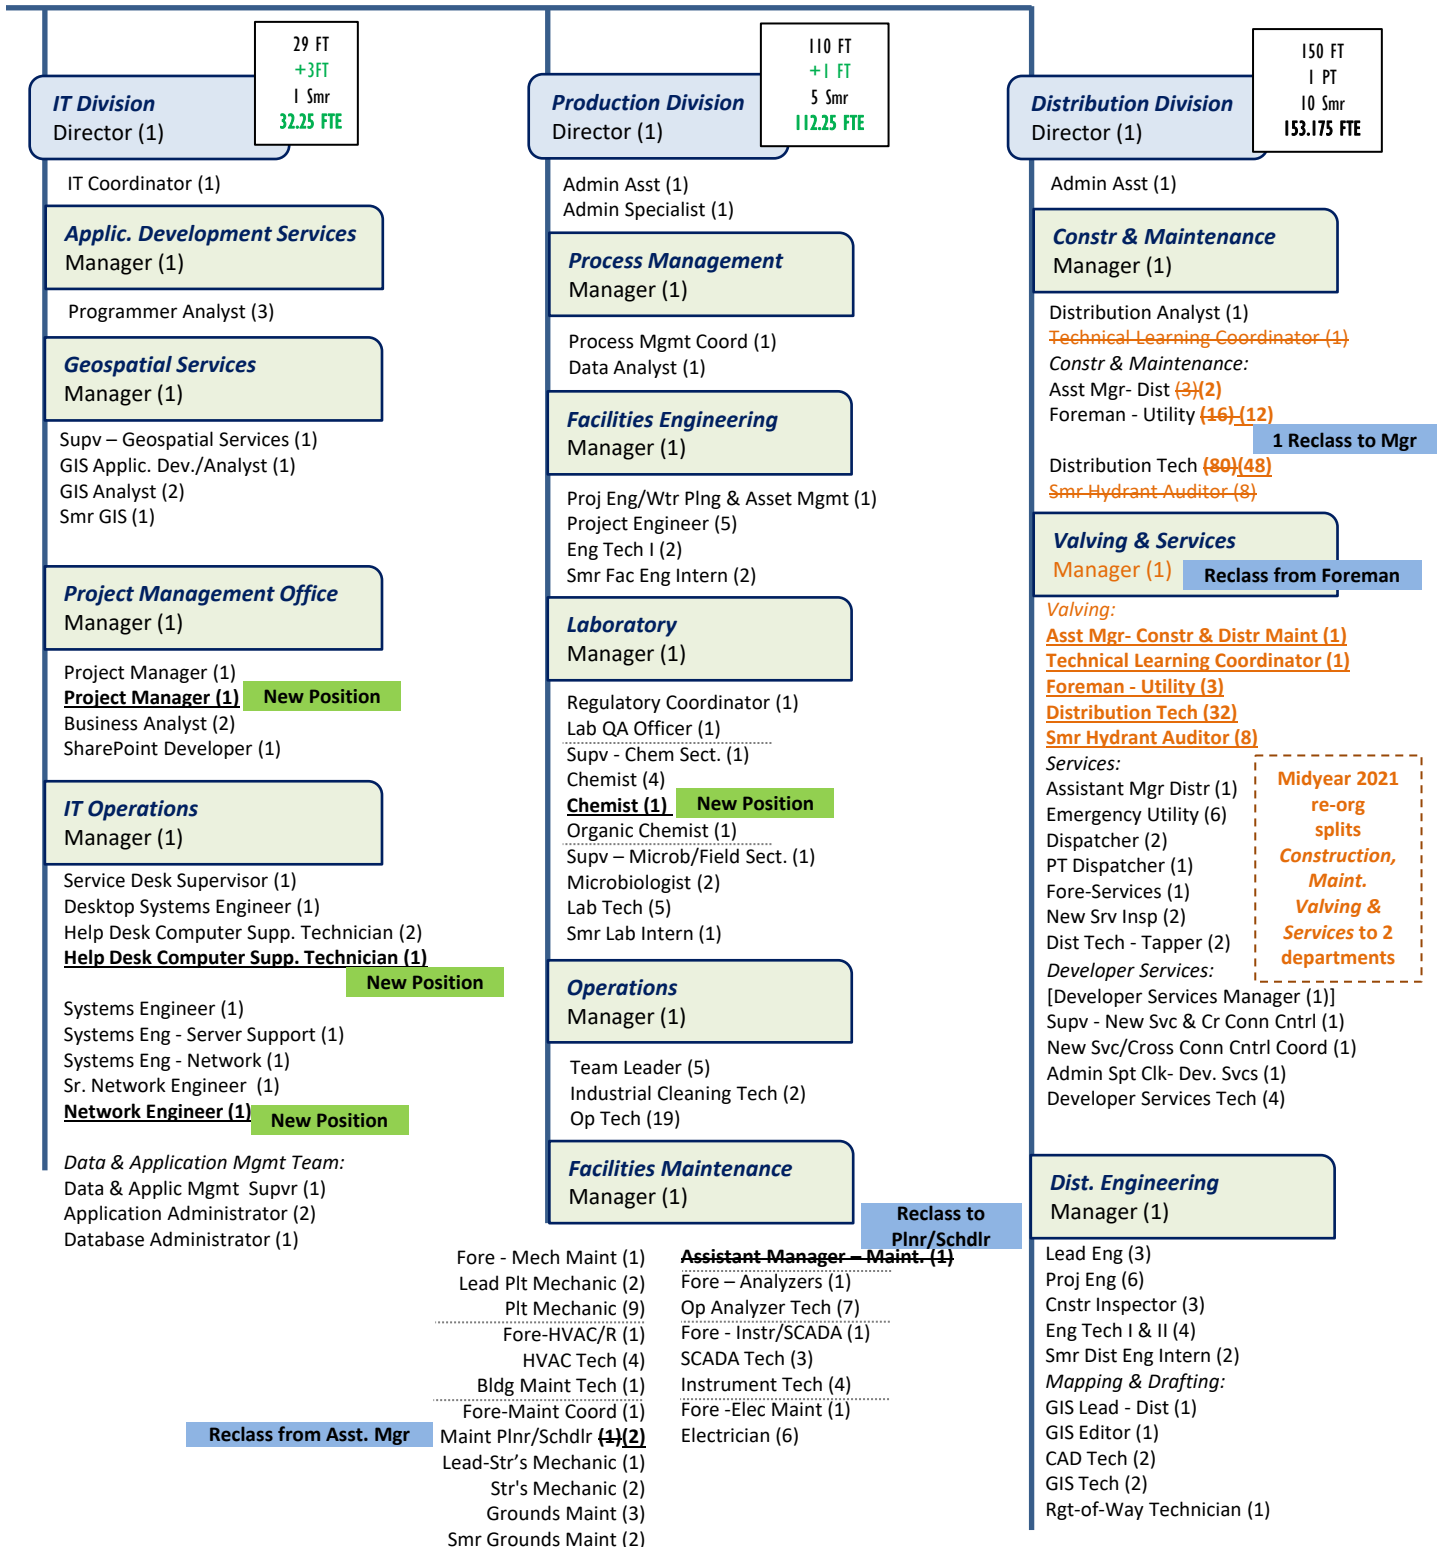 29 FT
+3FT
1 Smr
32.25 FTE
IT Division
Director (1)
IT Coordinator (1)
Applic. Development Services
Manager (1)
Programmer Analyst (3)
Geospatial Services
Manager (1)
Supv – Geospatial Services (1)
GIS Applic. Dev./Analyst (1)
GIS Analyst (2)
Smr GIS (1)
Project Management Office
Manager (1)
Project Manager (1)
Project Manager (1) New Position
Business Analyst (2)
SharePoint Developer (1)
IT Operations
Manager (1)
Service Desk Supervisor (1)
Desktop Systems Engineer (1)
Help Desk Computer Supp. Technician (2)
Help Desk Computer Supp. Technician (1)
New Position
Systems Engineer (1)
Systems Eng - Server Support (1)
Systems Eng - Network (1)
Sr. Network Engineer (1)
Network Engineer (1) New Position
Data & Application Mgmt Team:
Data & Applic Mgmt Supvr (1)
Application Administrator (2)
Database Administrator (1)
110 FT
+1 FT
5 Smr
112.25 FTE
Production Division
Director (1)
Admin Asst (1)
Admin Specialist (1)
Process Management
Manager (1)
Process Mgmt Coord (1)
Data Analyst (1)
Facilities Engineering
Manager (1)
Proj Eng/Wtr Plng & Asset Mgmt (1)
Project Engineer (5)
Eng Tech I (2)
Smr Fac Eng Intern (2)
Laboratory
Manager (1)
Regulatory Coordinator (1)
Lab QA Officer (1)
Supv - Chem Sect. (1)
Chemist (4)
Chemist (1) New Position
Organic Chemist (1)
Supv – Microb/Field Sect. (1)
Microbiologist (2)
Lab Tech (5)
Smr Lab Intern (1)
Operations
Manager (1)
Team Leader (5)
Industrial Cleaning Tech (2)
Op Tech (19)
Facilities Maintenance
Manager (1)
Fore - Mech Maint (1)
Lead Plt Mechanic (2)
Plt Mechanic (9)
Fore-HVAC/R (1)
HVAC Tech (4)
Bldg Maint Tech (1)
Fore-Maint Coord (1)
Reclass from Asst. Mgr Maint Plnr/Schdlr (1)(2)
Lead-Str’s Mechanic (1)
Str's Mechanic (2)
Grounds Maint (3)
Smr Grounds Maint (2)
Reclass to
Plnr/Schdlr
Assistant Manager – Maint. (1)
Fore – Analyzers (1)
Op Analyzer Tech (7)
Fore - Instr/SCADA (1)
SCADA Tech (3)
Instrument Tech (4)
Fore -Elec Maint (1)
Electrician (6)
150 FT
1 PT
10 Smr
153.175 FTE
Distribution Division
Director (1)
Admin Asst (1)
Constr & Maintenance
Manager (1)
Distribution Analyst (1)
Technical Learning Coordinator (1)
Constr & Maintenance:
Asst Mgr- Dist (3)(2)
Foreman - Utility (16) (12)
1 Reclass to Mgr
Distribution Tech (80)(48)
Smr Hydrant Auditor (8)
Valving & Services
Manager (1) Reclass from Foreman
Valving:
Asst Mgr- Constr & Distr Maint (1)
Technical Learning Coordinator (1)
Foreman - Utility (3)
Distribution Tech (32)
Smr Hydrant Auditor (8)
Services:
Assistant Mgr Distr (1)
Emergency Utility (6)
Dispatcher (2)
PT Dispatcher (1)
Fore-Services (1)
New Srv Insp (2)
Dist Tech - Tapper (2)
Developer Services:
[Developer Services Manager (1)]
Supv - New Svc & Cr Conn Cntrl (1)
New Svc/Cross Conn Cntrl Coord (1)
Admin Spt Clk- Dev. Svcs (1)
Developer Services Tech (4)
Midyear 2021
re-org
splits
Construction,
Maint.
Valving &
Services to 2
departments
Dist. Engineering
Manager (1)
Lead Eng (3)
Proj Eng (6)
Cnstr Inspector (3)
Eng Tech I & II (4)
Smr Dist Eng Intern (2)
Mapping & Drafting:
GIS Lead - Dist (1)
GIS Editor (1)
CAD Tech (2)
GIS Tech (2)
Rgt-of-Way Technician (1)